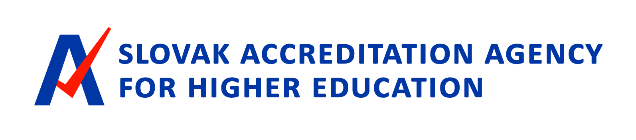 SLOVAK ACCREDITATION AGENCY
FOR HIGHER EDUCATION